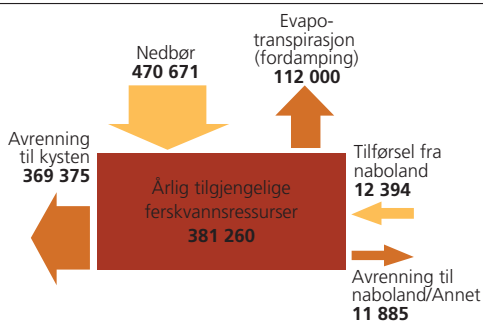 Nedbør
470 671
Evapo-
transpirasjon
(fordamping)
112 000
Avrenning
til kysten
369 375
Årlig tilgjengelige
ferskvannsressurser
381 260
Tilførsel fra
naboland
12 394
Avrenning til
naboland/Annet
11 885